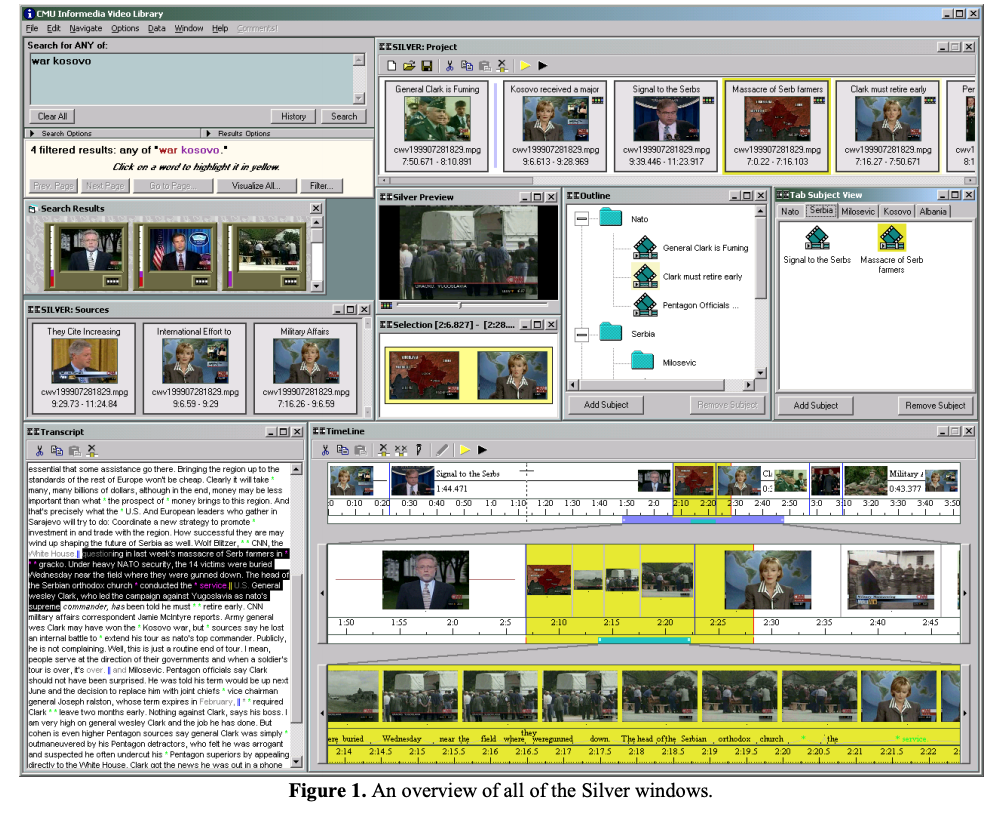 CMU Informedia Video Library
File Edit Navigate Options Data Window Help Comments!
Search for ANY of:
war kosovo
Clear All History Search
Search Options Results Options
4 filtered results: any of "war kosovo."
Click on a word to highlight it in yellow.
Prev. Page Next Page Go to Page... Visualize All... Filter...
Search Results
SILVER: Sources
They Cite Increasing International Effort to Military Affairs
cwv199907281829.mpg cwv199907281829.mpg cwv199907281829.mpg
9:29.73 - 11:24.84 9:6.59 - 9:29 7:16.26 - 9:6.59
SILVER: Project
General Clark is Fuming Kosovo received a major Signal to the Serbs Massacre of Serb farmers Clark must retire early Per
cwv199907281829.mpg cwv199907281829.mpg cwv199907281829.mpg cwv199907281829.mpg cwv199907281829.mpg cwv
7:50.671 - 8:10.891 9:6.613 - 9:28.969 9:39.446 - 11:23.917 7:0.22 - 7:16.103 7:16.27 - 7:50.671 8:1
Silver Preview
GRACKO, YUGOSLAVIA
Selection [2:6.827] - [2:28....
Outline
Nato
General Clark is Fuming
Clark must retire early
Pentagon Officials ...
Serbia
Milosevic
Add Subject Remove Subject
Tab Subject View
Nato Serbia Milosevic Kosovo Albania
Signal to the Serbs Massacre of Serb
farmers
Add Subject Remove Subject
Transcript
essential that some assistance go there. Bringing the region up to the
standards of the rest of Europe won't be cheap. Clearly it will take *
many, many billions of dollars, although in the end, money may be less
important than what * the prospect of * money brings to this region. And
that's precisely what the * U.S. And European leaders who gather in
Sarajevo will try to do: Coordinate a new strategy to promote *
investment in and trade with the region. How successful they are may
wind up shaping the future of Serbia as well. Wolf Blitzer, * * CNN, the
White House || questioning in last week's massacre of Serb farmers in *
* * gracko. Under heavy NATO security, the 14 victims were buried
Wednesday near the field where they were gunned down. The head of
the Serbian orthodox church * conducted the * service || U.S. General
wesley Clark, who led the campaign against Yugoslavia as nato's
supreme commander, has been told he must * * retire early. CNN
military affairs correspondent Jamie McIntyre reports. Army general
wes Clark may have won the * Kosovo war, but * sources say he lost
an internal battle to * extend his tour as nato's top commander. Publicly,
he is not complaining. Well, this is just a routine end of tour. I mean,
people serve at the direction of their governments and when a soldier's
tour is over, it's over. || and Milosevic. Pentagon officials say Clark
should not have been surprised. He was told his term would be up next
June and the decision to replace him with joint chiefs * vice chairman
general Joseph ralston, whose term expires in February, || * * required
Clark * * leave two months early. Nothing against Clark, says his boss. I
am very high on general wesley Clark and the job he has done. But
cohen is even higher Pentagon sources say general Clark was simply *
outmaneuvered by his Pentagon detractors, who felt he was arrogant
and suspected he often undercut his * Pentagon superiors by appealing
directly to the White House. Clark got the news he was out in a phone
TimeLine
Signal to the Serbs Cl Military A
1:44.471 0: 0:43.377
0 0:10 0:20 0:30 0:40 0:50 1:0 1:10 1:20 1:30 1:40 1:50 2:0 2:10 2:20 2:30 2:40 2:50 3:0 3:10 3:20 3:30 3:40 3:50
1:50 1:55 2:0 2:5 2:10 2:15 2:20 2:25 2:30 2:35 2:40 2:45
ere buried Wednesday near the field where they weregunned down. The head of the Serbian orthodox church * the * service
2:14 2:14.5 2:15 2:15.5 2:16 2:16.5 2:17 2:17.5 2:18 2:18.5 2:19 2:19.5 2:20 2:20.5 2:21 2:21.5 2:22
Figure 1. An overview of all of the Silver windows.